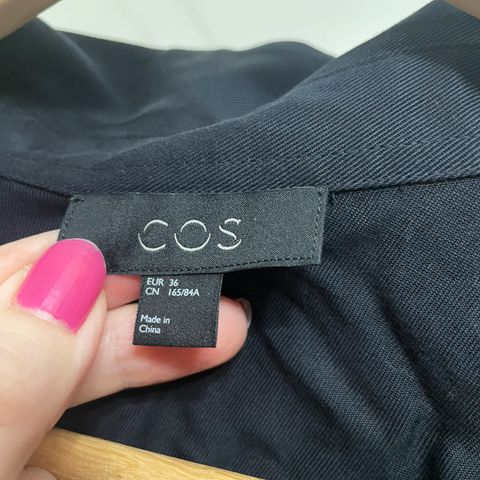 COS
EUR 36
CN 165/84A
Made in
China